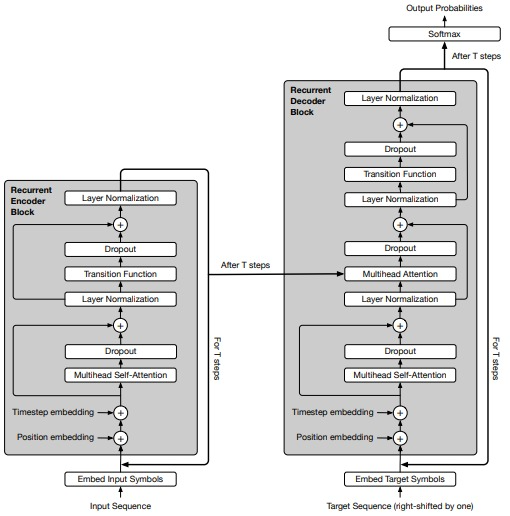 Output Probabilities
Softmax
After T steps
Recurrent
Decoder
Block
Layer Normalization
+
Dropout
Transition Function
Layer Normalization
+
Dropout
Multihead Attention
Layer Normalization
+
Dropout
Multihead Self-Attention
Timestep embedding
+
Position embedding
+
For T steps
Embed Target Symbols
Target Sequence (right-shifted by one)
After T steps
Recurrent
Encoder
Block
Layer Normalization
+
Dropout
Transition Function
Layer Normalization
+
Dropout
Multihead Self-Attention
Timestep embedding
+
Position embedding
+
For T steps
Embed Input Symbols
Input Sequence